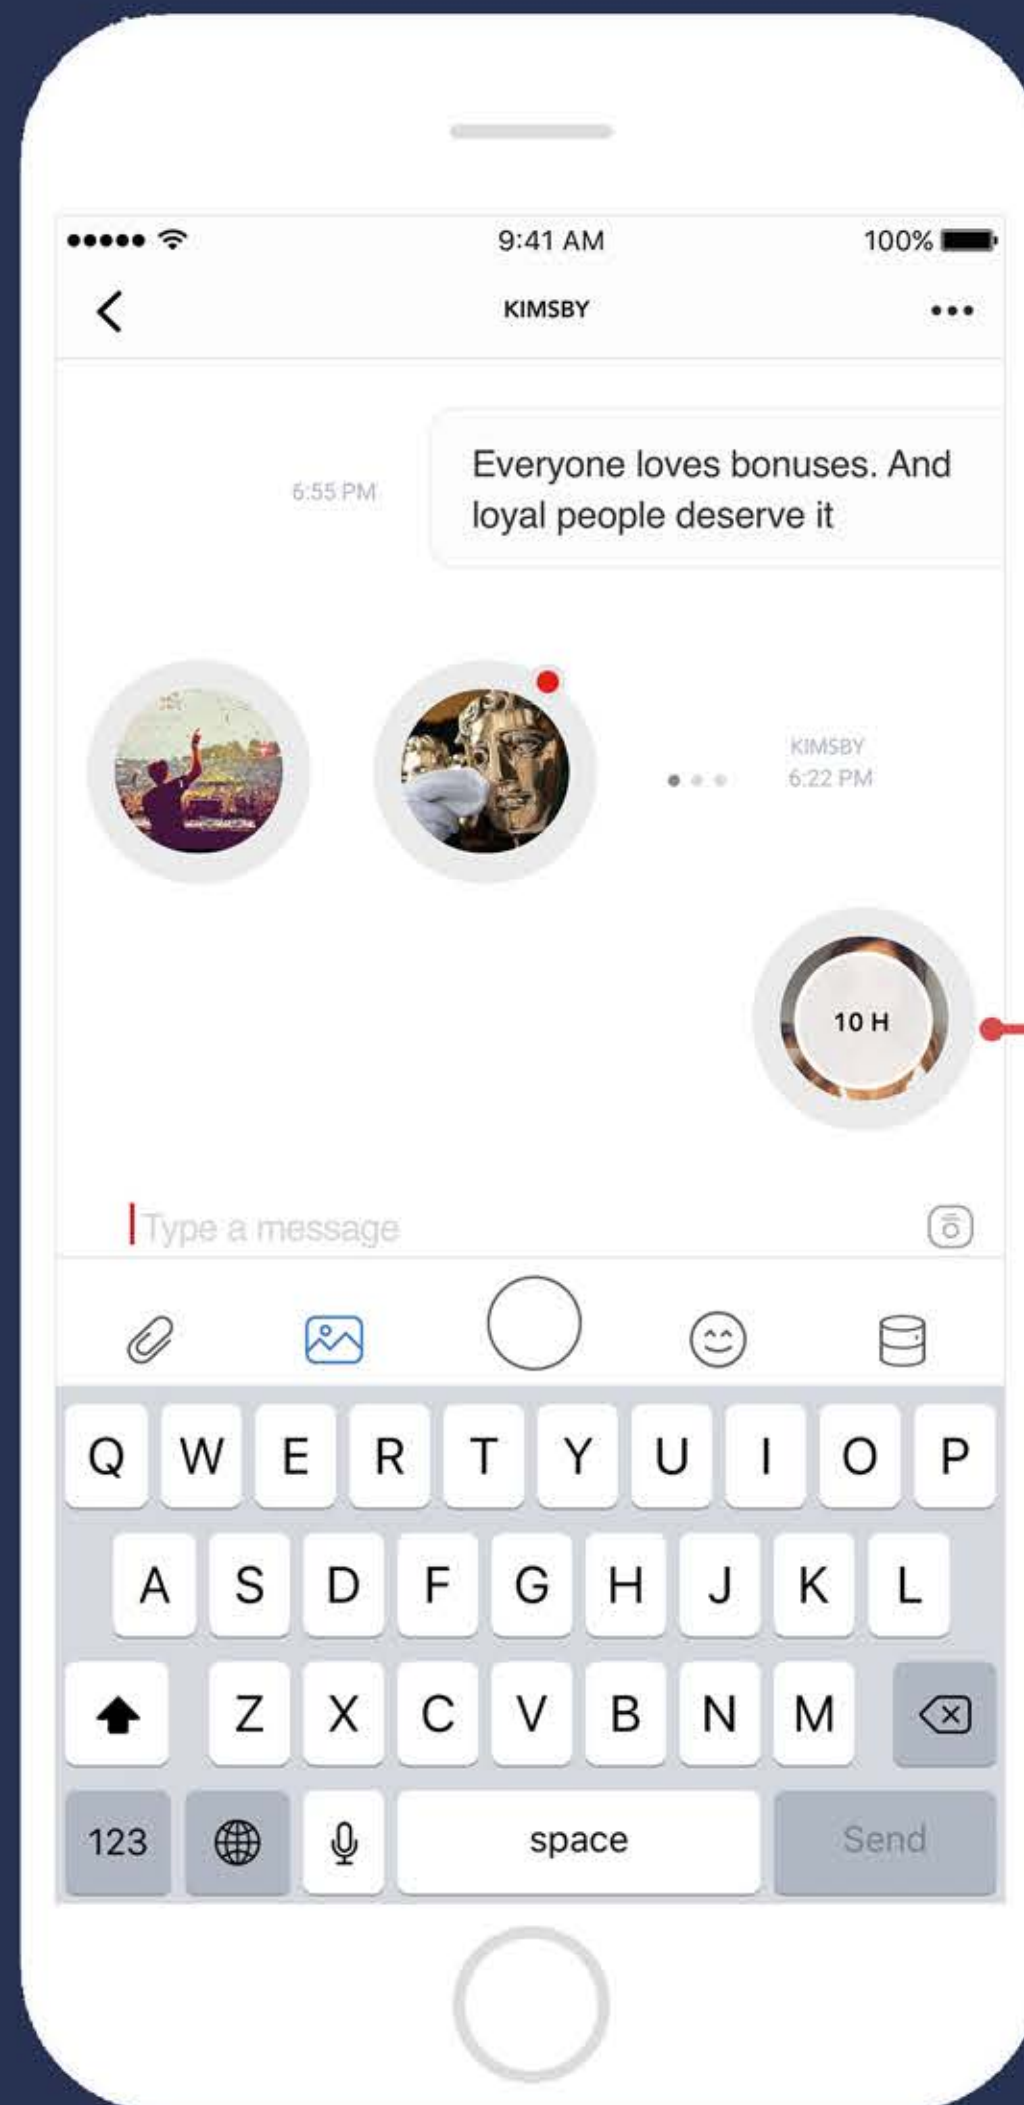 9:41 AM
100%
KIMSBY
6:55 PM
Everyone loves bonuses. And
loyal people deserve it
KIMSBY
6:22 PM
10 H
Type a message
Q W E R T Y U I O P
A S D F G H J K L
Z X C V B N M
123
space
Send